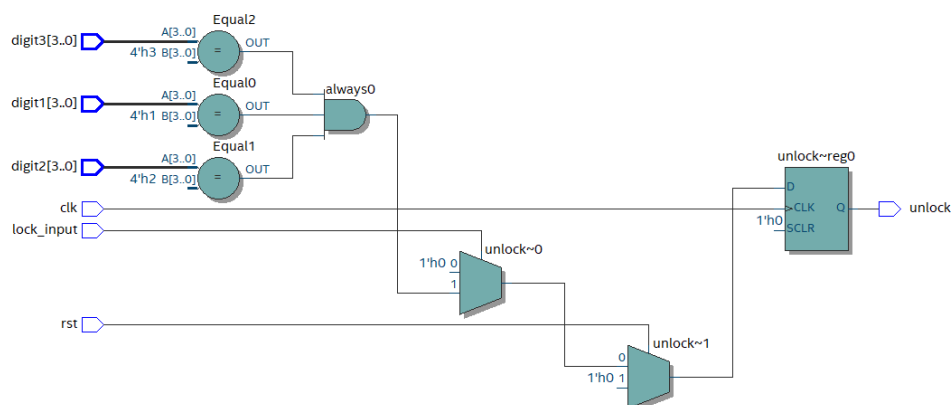 Equal2
digit3[3..0]
A[3..0]
4'h3 B[3..0]
=
OUT
Equal0
digit1[3..0]
A[3..0]
4'h1 B[3..0]
=
OUT
always0
Equal1
digit2[3..0]
A[3..0]
4'h2 B[3..0]
=
OUT
unlock~reg0
D
clk
CLK
Q
unlock
1'h0
SCLR
lock_input
unlock~0
1'h0 0
1
rst
unlock~1
0
1'h0 1